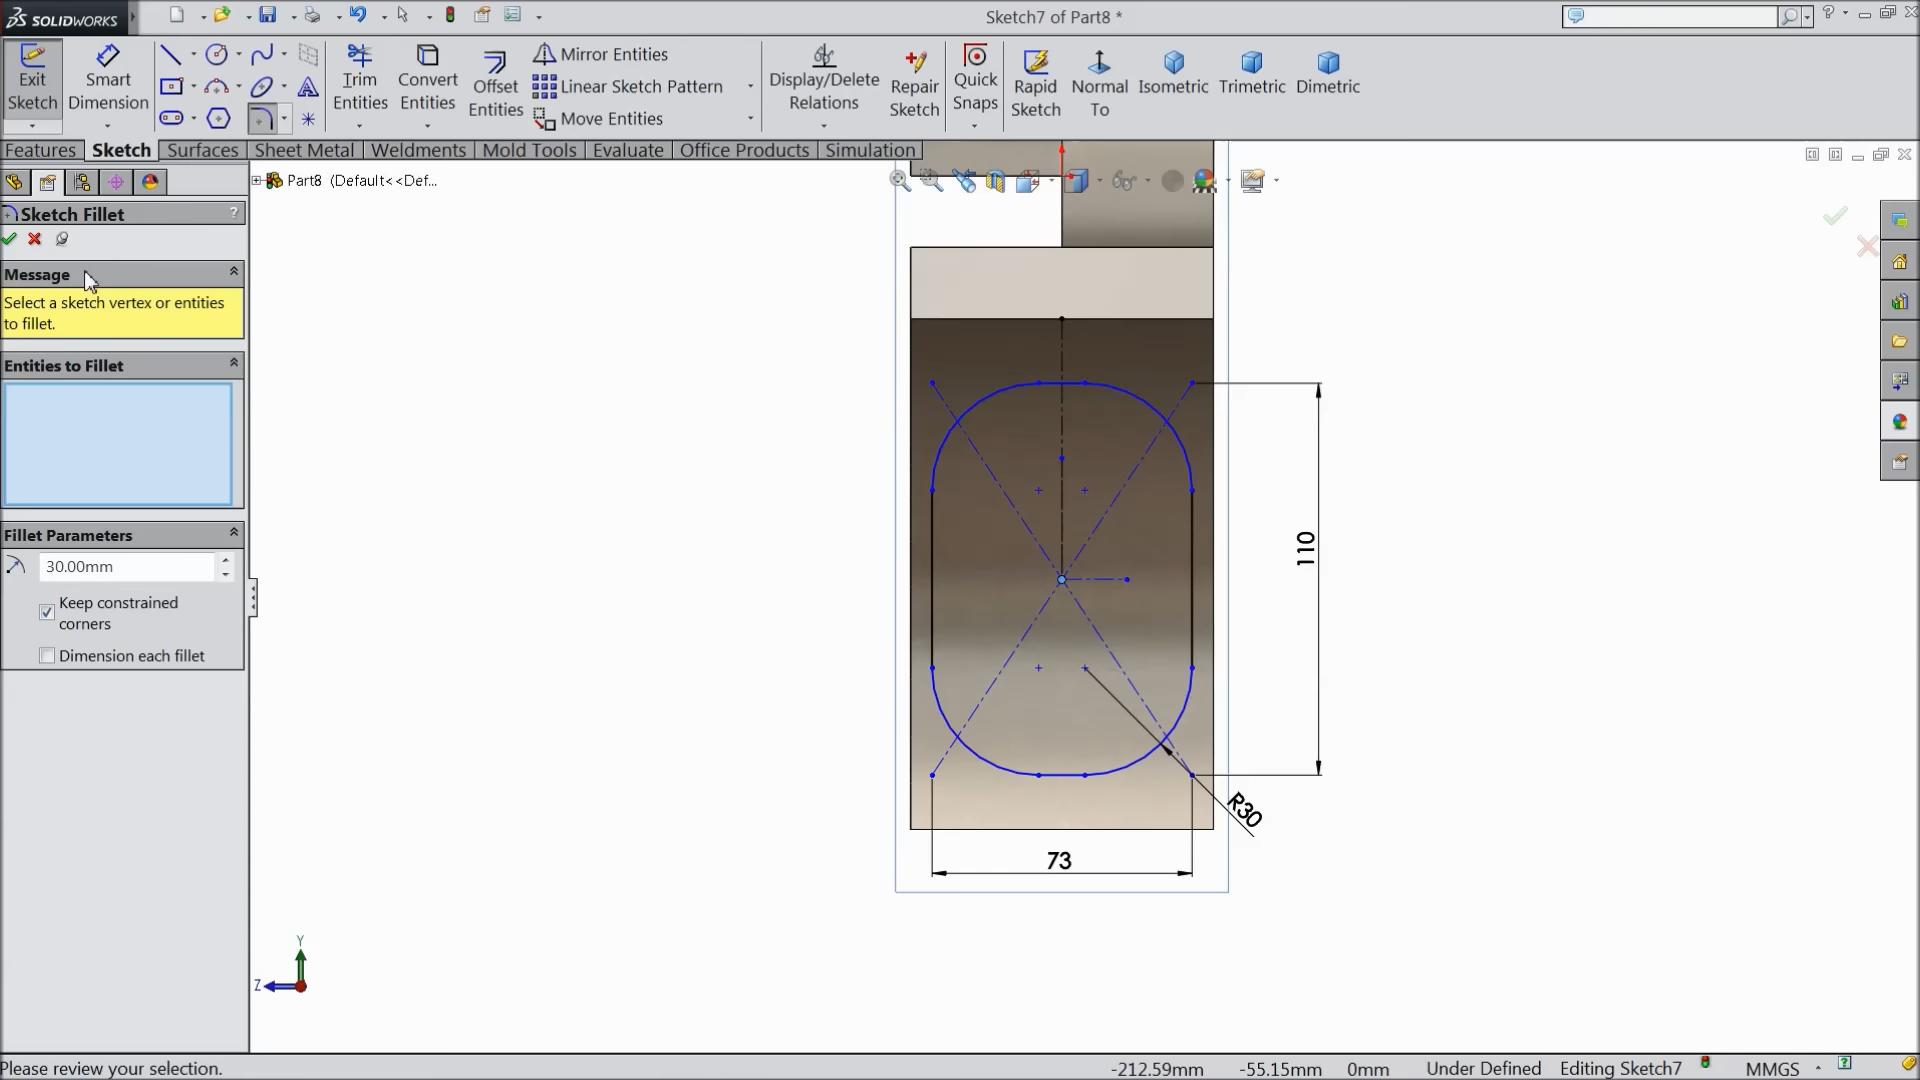 SOLIDWORKS
Sketch7 of Part8 *
Exit Sketch
Smart Dimension
Trim Entities
Convert Entities
Offset Entities
Mirror Entities
Linear Sketch Pattern
Move Entities
Display/Delete Relations
Repair Sketch
Quick Snaps
Rapid Sketch
Normal To
Isometric
Trimetric
Dimetric
Features
Sketch
Surfaces
Sheet Metal
Weldments
Mold Tools
Evaluate
Office Products
Simulation
Part8 (Default<<Def...
Sketch Fillet
?
Message
Select a sketch vertex or entities
to fillet.
Entities to Fillet
Fillet Parameters
30.00mm
Keep constrained
corners
Dimension each fillet
110
R30
73
Y
Z
Please review your selection.
-212.59mm
-55.15mm
0mm
Under Defined
Editing Sketch7
MMGS